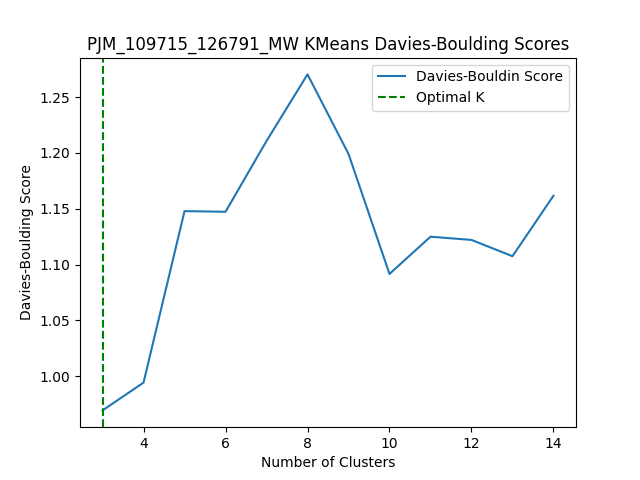 PJM_109715_126791_MW KMeans Davies-Boulding Scores
Davies-Bouldin Score
Optimal K
1.25
1.20
1.15
1.10
1.05
1.00
Davies-Boulding Score
4 6 8 10 12 14
Number of Clusters